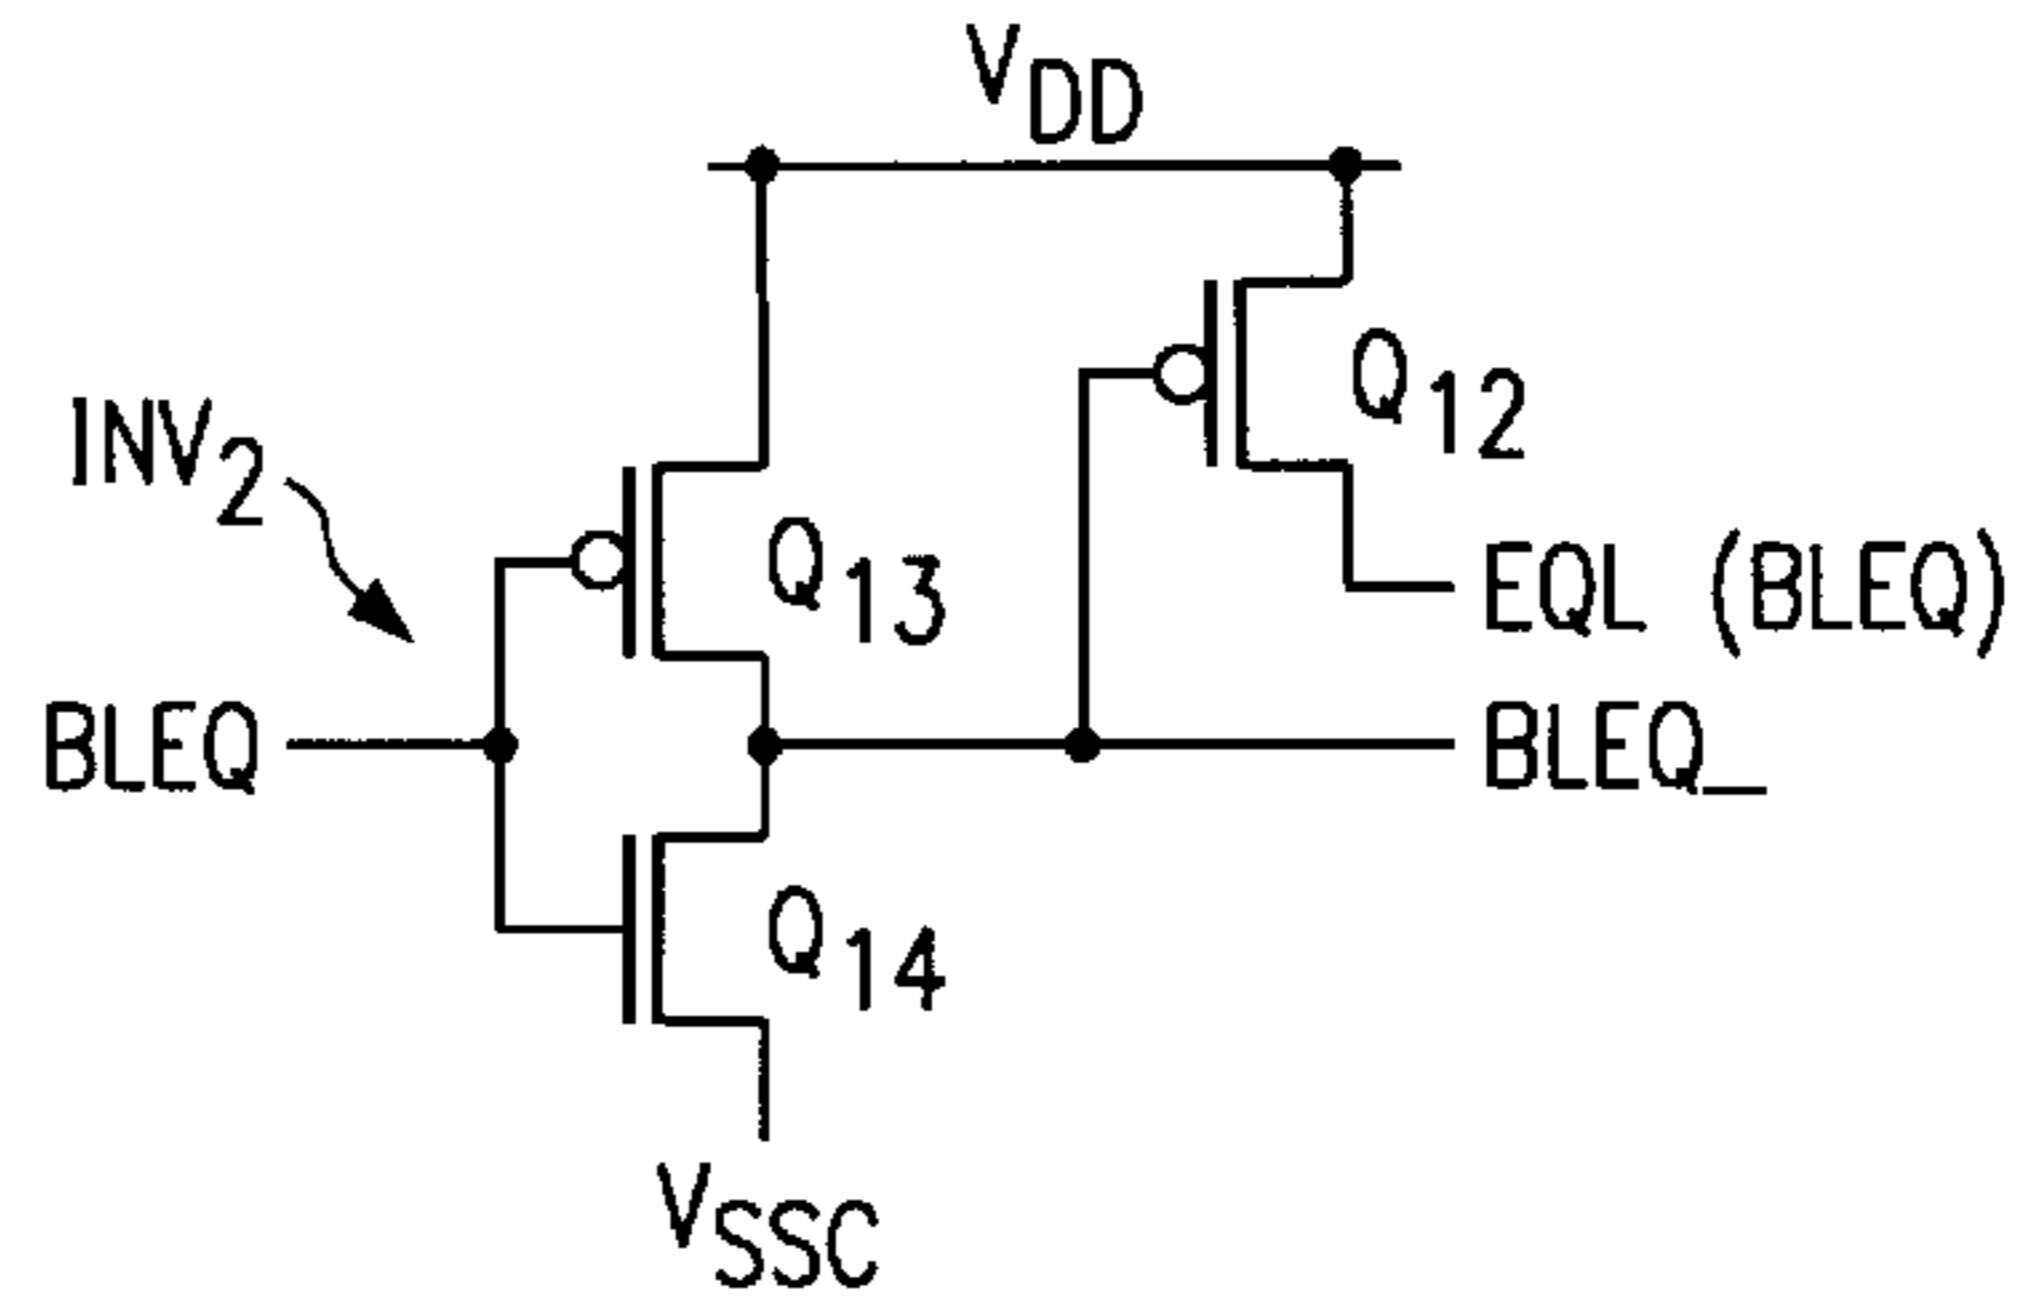 VDD
Q12
INV2
Q13
EQL (BLEQ)
BLEQ
BLEQ_
Q14
VSSC